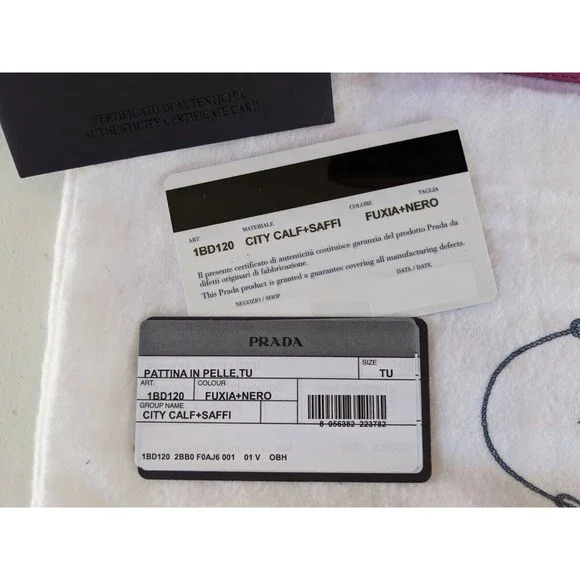 CERTIFICATO DI AUTENTICITÀ
AUTHENTICITY CERTIFICATE CARD
ART. MATERIALE COLORE TAGLIA
1BD120 CITY CALF+SAFFI FUXIA+NERO
Il presente certificato di autenticità costituisce garanzia del prodotto Prada da
difetti originari di fabbricazione.
This Prada product is granted a guarantee covering all manufacturing defects.
NEGOZIO / SHOP DATA / DATE
PRADA
PATTINA IN PELLE,TU
SIZE
TU
ART. COLOUR
1BD120 FUXIA+NERO
GROUP NAME
CITY CALF+SAFFI
8 056382 223782
1BD120 2BB0 F0AJ6 001 01 V OBH